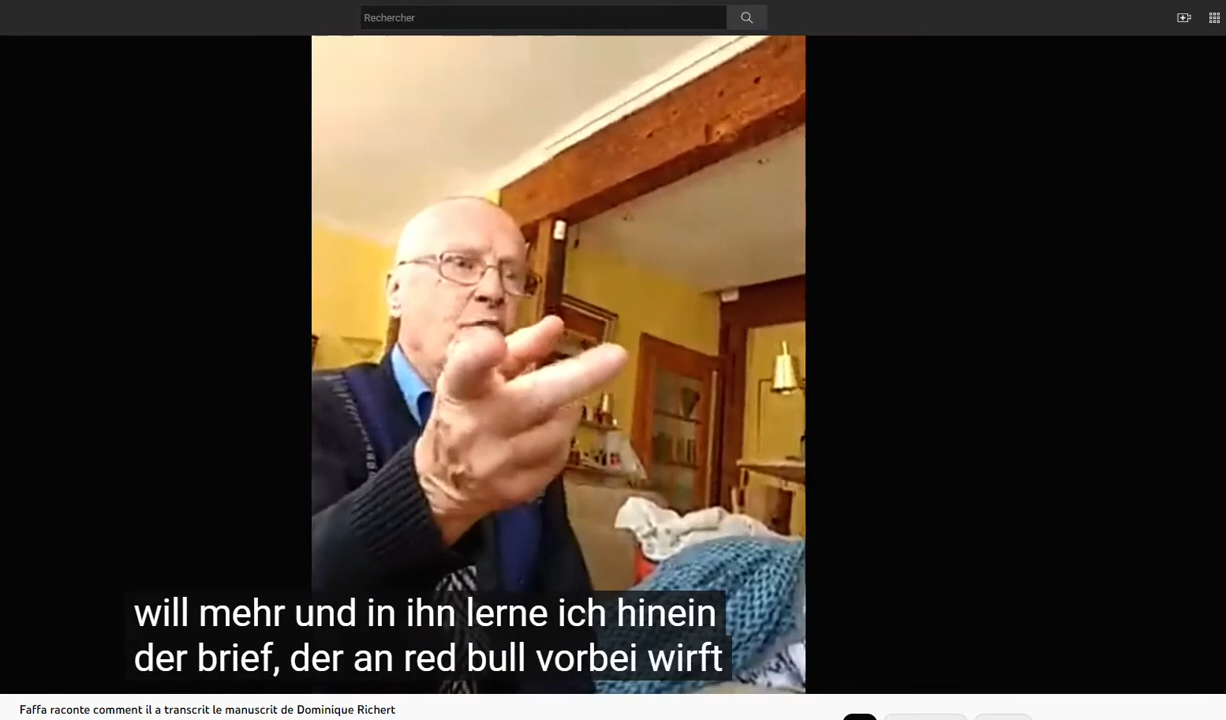 Rechercher
will mehr und in ihn lerne ich hinein
der brief, der an red bull vorbei wirft
Faffa raconte comment il a transcrit le manuscrit de Dominique Richert